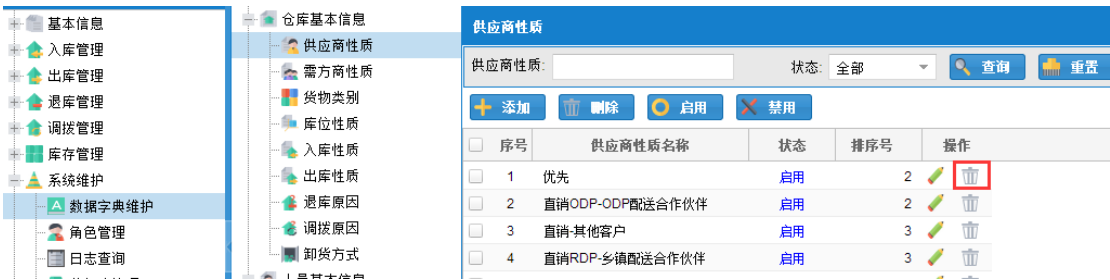 基本信息
入库管理
出库管理
退库管理
调拨管理
库存管理
系统维护
数据字典维护
角色管理
日志查询
仓库基本信息
供应商性质
需方商性质
货物类别
库位性质
入库性质
出库性质
退库原因
调拨原因
卸货方式
供应商性质
供应商性质: 状态: 全部 查询 重置
添加 删除 启用 禁用
序号 供应商性质名称 状态 排序号 操作
1 优先 启用 2
2 直销ODP-ODP配送合作伙伴 启用 2
3 直销-其他客户 启用 3
4 直销RDP-乡镇配送合作伙伴 启用 3